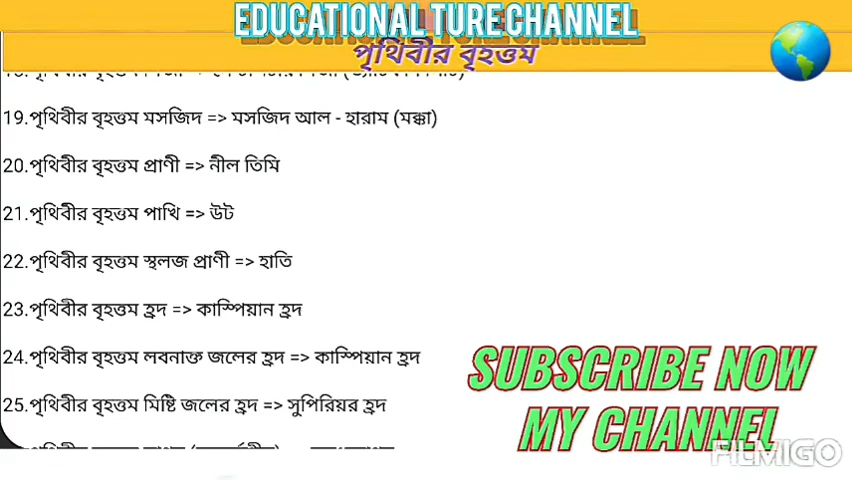 EDUCATIONAL TURE CHANNEL
পৃথিবীর বৃহত্তম
19.পৃথিবীর বৃহত্তম মসজিদ => মসজিদ আল - হারাম (মক্কা)
20.পৃথিবীর বৃহত্তম প্রাণী => নীল তিমি
21.পৃথিবীর বৃহত্তম পাখি => উট
22.পৃথিবীর বৃহত্তম স্থলজ প্রাণী => হাতি
23.পৃথিবীর বৃহত্তম হ্রদ => কাস্পিয়ান হ্রদ
24.পৃথিবীর বৃহত্তম লবনাক্ত জলের হ্রদ => কাস্পিয়ান হ্রদ
25.পৃথিবীর বৃহত্তম মিষ্টি জলের হ্রদ => সুপিরিয়র হ্রদ
SUBSCRIBE NOW
MY CHANNEL
FILMIGO